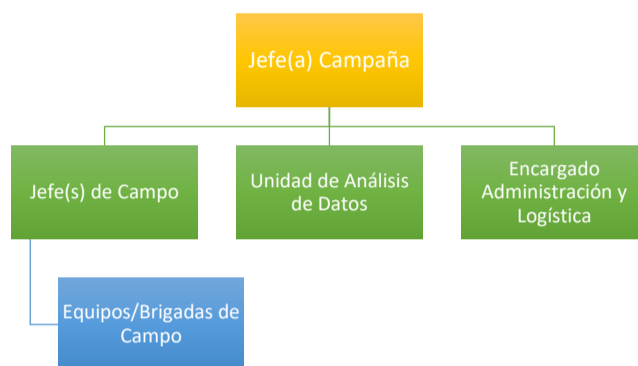 Jefe(a) Campaña
Jefe(s) de Campo
Unidad de Análisis
de Datos
Encargado
Administración y
Logística
Equipos/Brigadas de
Campo